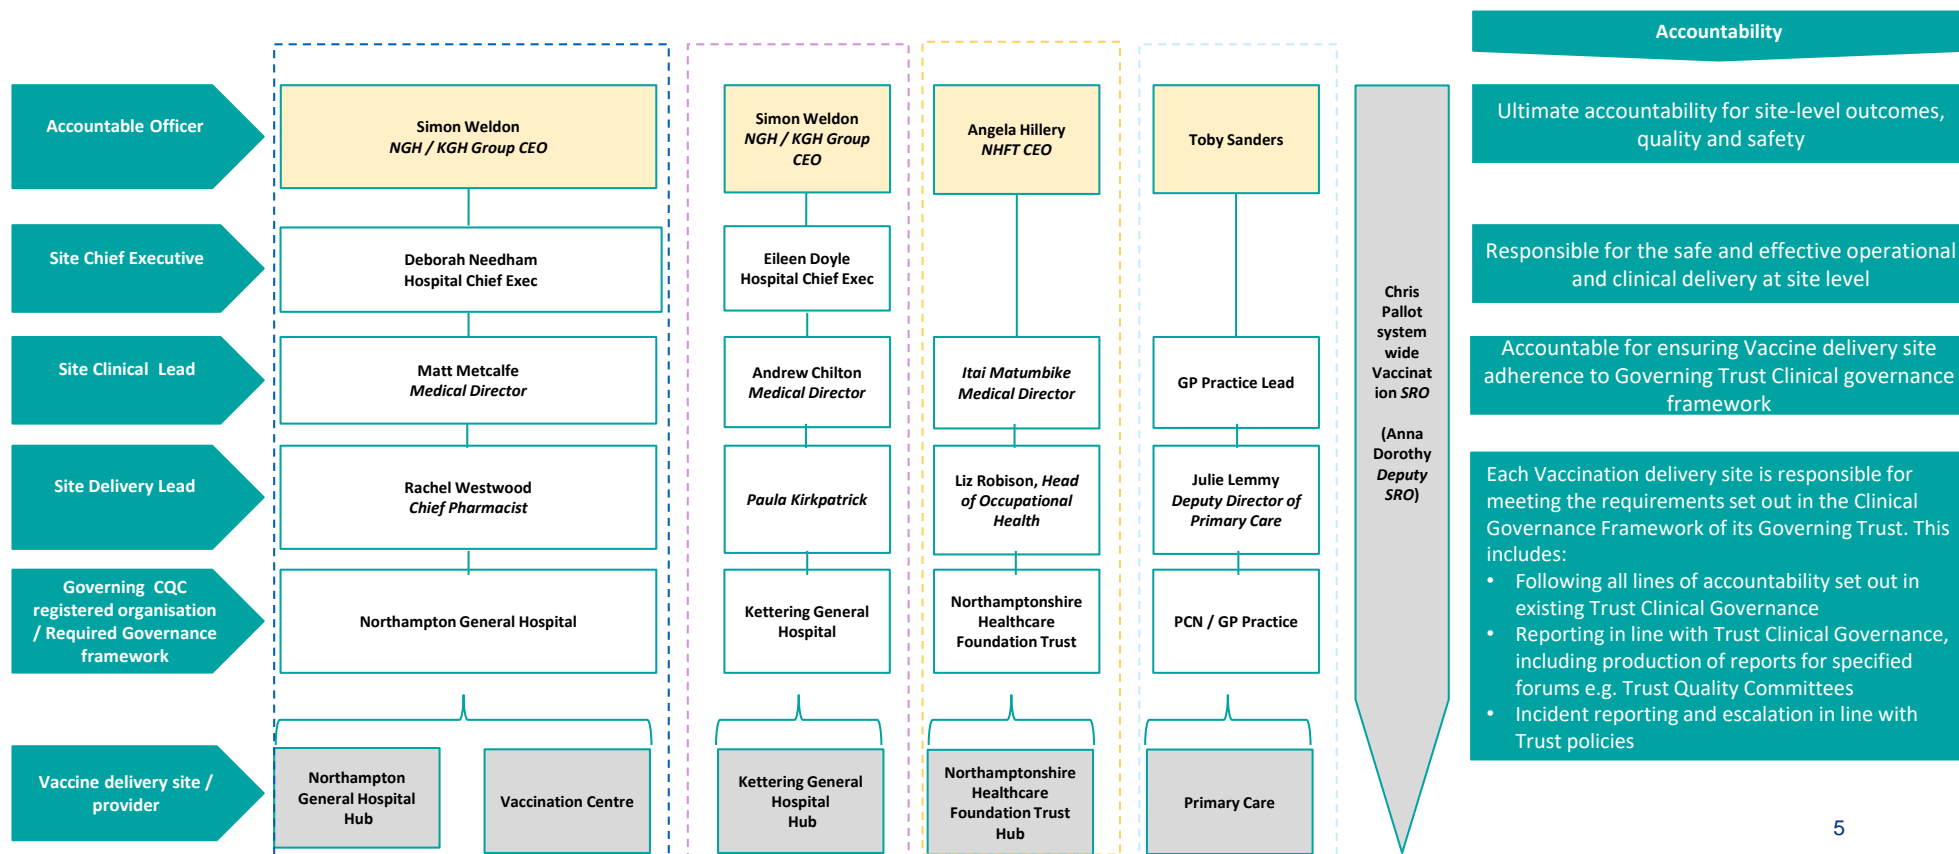 Accountability
Accountable Officer
Simon Weldon
NGH / KGH Group CEO
Simon Weldon
NGH / KGH Group
CEO
Angela Hillery
NHFT CEO
Toby Sanders
Ultimate accountability for site-level outcomes,
quality and safety
Site Chief Executive
Deborah Needham
Hospital Chief Exec
Eileen Doyle
Hospital Chief Exec
Responsible for the safe and effective operational
and clinical delivery at site level
Site Clinical Lead
Matt Metcalfe
Medical Director
Andrew Chilton
Medical Director
Itai Matumbike
Medical Director
GP Practice Lead
Accountable for ensuring Vaccine delivery site
adherence to Governing Trust Clinical governance
framework
Site Delivery Lead
Rachel Westwood
Chief Pharmacist
Paula Kirkpatrick
Liz Robison, Head
of Occupational
Health
Julie Lemmy
Deputy Director of
Primary Care
Chris
Pallot
system
wide
Vaccinat
ion SRO
(Anna
Dorothy
Deputy
SRO)
Each Vaccination delivery site is responsible for
meeting the requirements set out in the Clinical
Governance Framework of its Governing Trust. This
includes:
• Following all lines of accountability set out in
existing Trust Clinical Governance
• Reporting in line with Trust Clinical Governance,
including production of reports for specified
forums e.g. Trust Quality Committees
• Incident reporting and escalation in line with
Trust policies
Governing CQC
registered organisation
/ Required Governance
framework
Northampton General Hospital
Kettering General
Hospital
Northamptonshire
Healthcare
Foundation Trust
PCN / GP Practice
Vaccine delivery site /
provider
Northampton
General Hospital
Hub
Vaccination Centre
Kettering General
Hospital
Hub
Northamptonshire
Healthcare
Foundation Trust
Hub
Primary Care
5